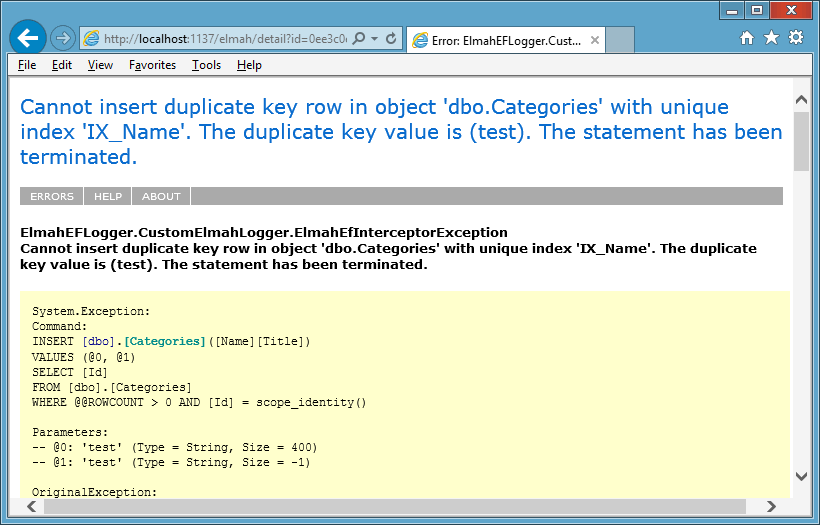 http://localhost:1137/elmah/detail?id=0ee3c0
Error: ElmahEFLogger.Cust...
File Edit View Favorites Tools Help
Cannot insert duplicate key row in object 'dbo.Categories' with unique
index 'IX_Name'. The duplicate key value is (test). The statement has been
terminated.
ERRORS HELP ABOUT
ElmahEFLogger.CustomElmahLogger.ElmahEfInterceptorException
Cannot insert duplicate key row in object 'dbo.Categories' with unique index 'IX_Name'. The duplicate
key value is (test). The statement has been terminated.
System.Exception:
Command:
INSERT [dbo].[Categories]([Name][Title])
VALUES (@0, @1)
SELECT [Id]
FROM [dbo].[Categories]
WHERE @@ROWCOUNT > 0 AND [Id] = scope_identity()
Parameters:
-- @0: 'test' (Type = String, Size = 400)
-- @1: 'test' (Type = String, Size = -1)
OriginalException: